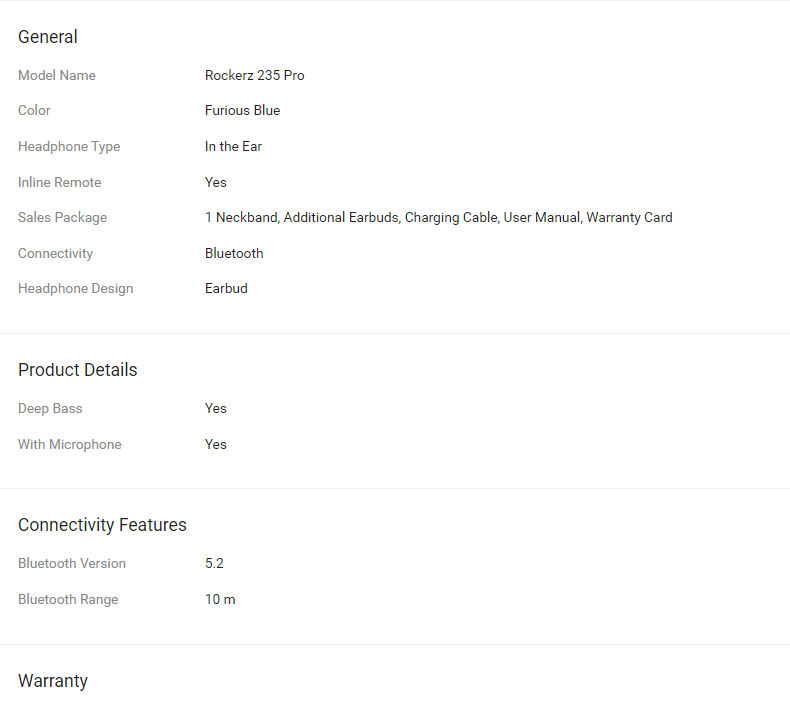 General
Model Name Rockerz 235 Pro
Color Furious Blue
Headphone Type In the Ear
Inline Remote Yes
Sales Package 1 Neckband, Additional Earbuds, Charging Cable, User Manual, Warranty Card
Connectivity Bluetooth
Headphone Design Earbud
Product Details
Deep Bass Yes
With Microphone Yes
Connectivity Features
Bluetooth Version 5.2
Bluetooth Range 10 m
Warranty